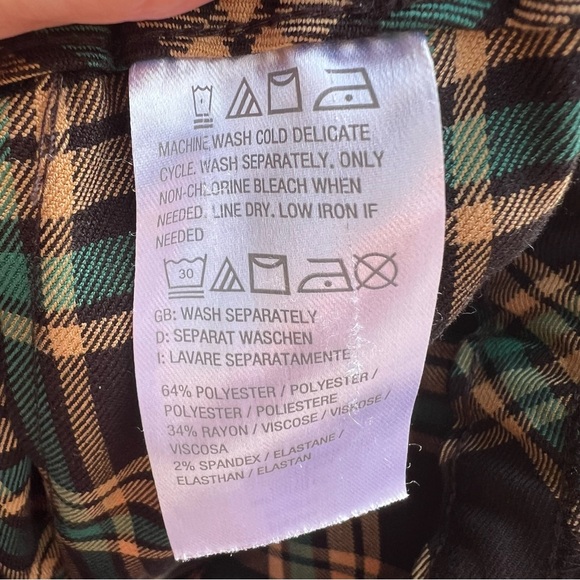 MACHINE WASH COLD DELICATE
CYCLE. WASH SEPARATELY. ONLY
NON-CHLORINE BLEACH WHEN
NEEDED. LINE DRY. LOW IRON IF
NEEDED
30
GB: WASH SEPARATELY
D: SEPARAT WASCHEN
I: LAVARE SEPARATAMENTE
64% POLYESTER / POLYESTER /
POLYESTER / POLIESTERE
34% RAYON / VISCOSE / VISKOSE /
VISCOSA
2% SPANDEX / ELASTANE /
ELASTHAN / ELASTAN